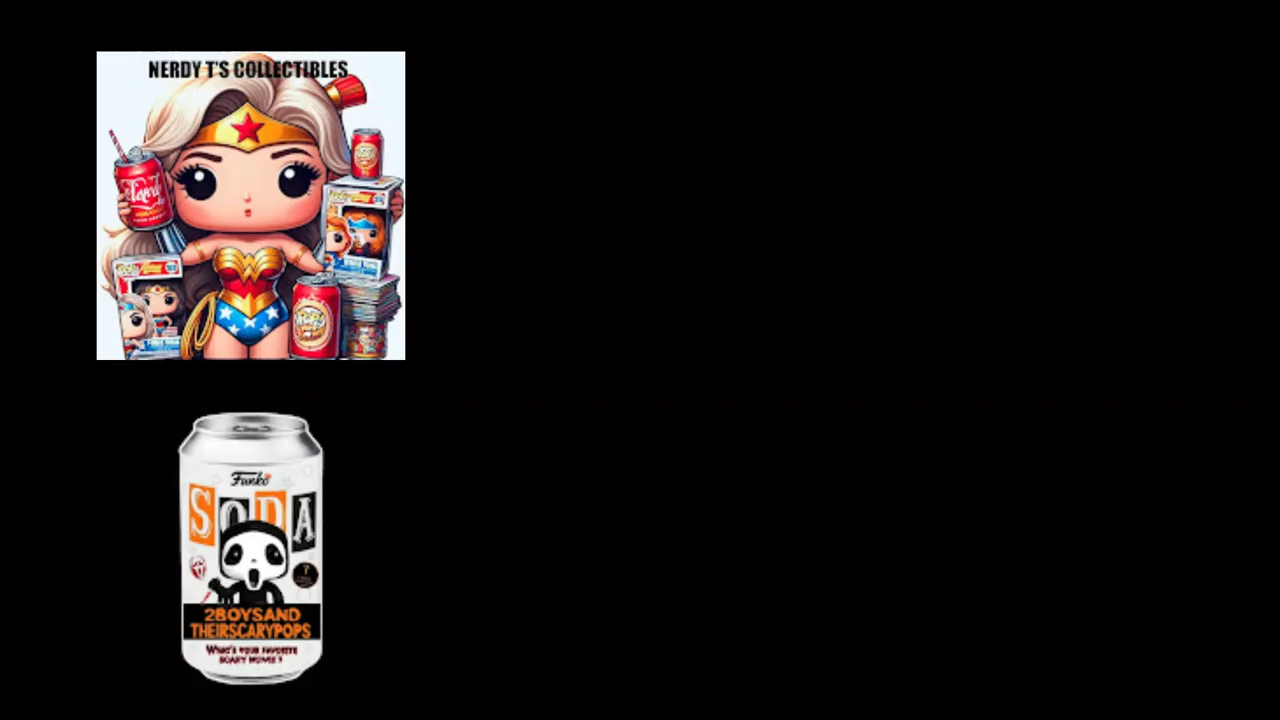 NERDY T'S COLLECTIBLES
Funko
SODA
2BOYSAND
THEIRSCARYPOPS
WHAT'S YOUR FAVORITE
SCARY MOVIE?